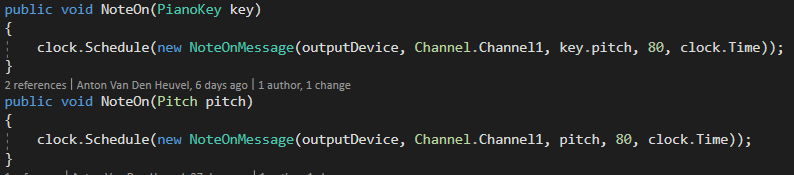 public void NoteOn(PianoKey key)
{
clock.Schedule(new NoteOnMessage(outputDevice, Channel.Channel1, key.pitch, 80, clock.Time));
}
2 references | Anton Van Den Heuvel, 6 days ago | 1 author, 1 change
public void NoteOn(Pitch pitch)
{
clock.Schedule(new NoteOnMessage(outputDevice, Channel.Channel1, pitch, 80, clock.Time));
}